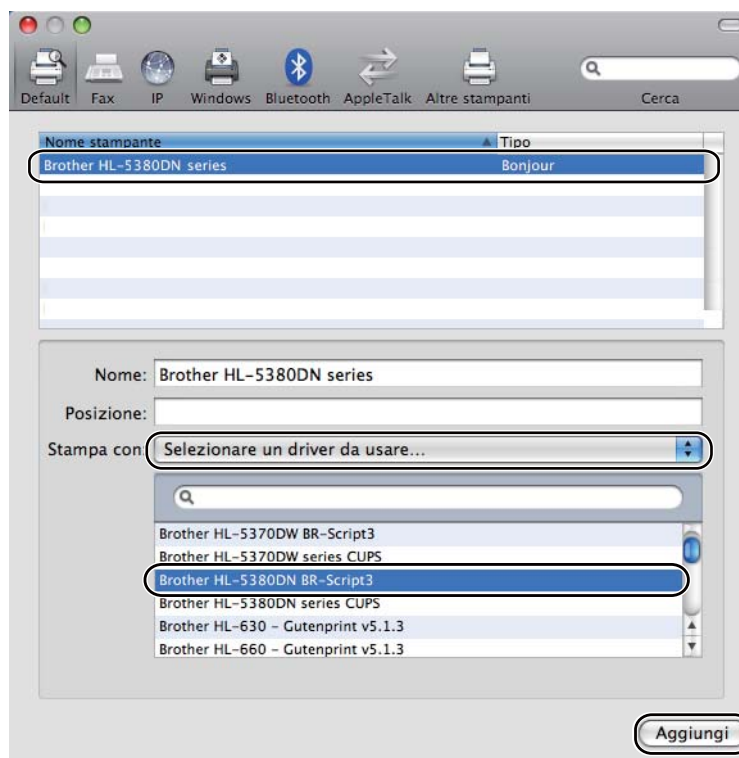 Default Fax IP Windows Bluetooth AppleTalk Altre stampanti Cerca
Nome stampante Tipo
Brother HL-5380DN series Bonjour
Nome: Brother HL-5380DN series
Posizione:
Stampa con: Selezionare un driver da usare...
Brother HL-5370DW BR-Script3
Brother HL-5370DW series CUPS
Brother HL-5380DN BR-Script3
Brother HL-5380DN series CUPS
Brother HL-630 - Gutenprint v5.1.3
Brother HL-660 - Gutenprint v5.1.3
Aggiungi